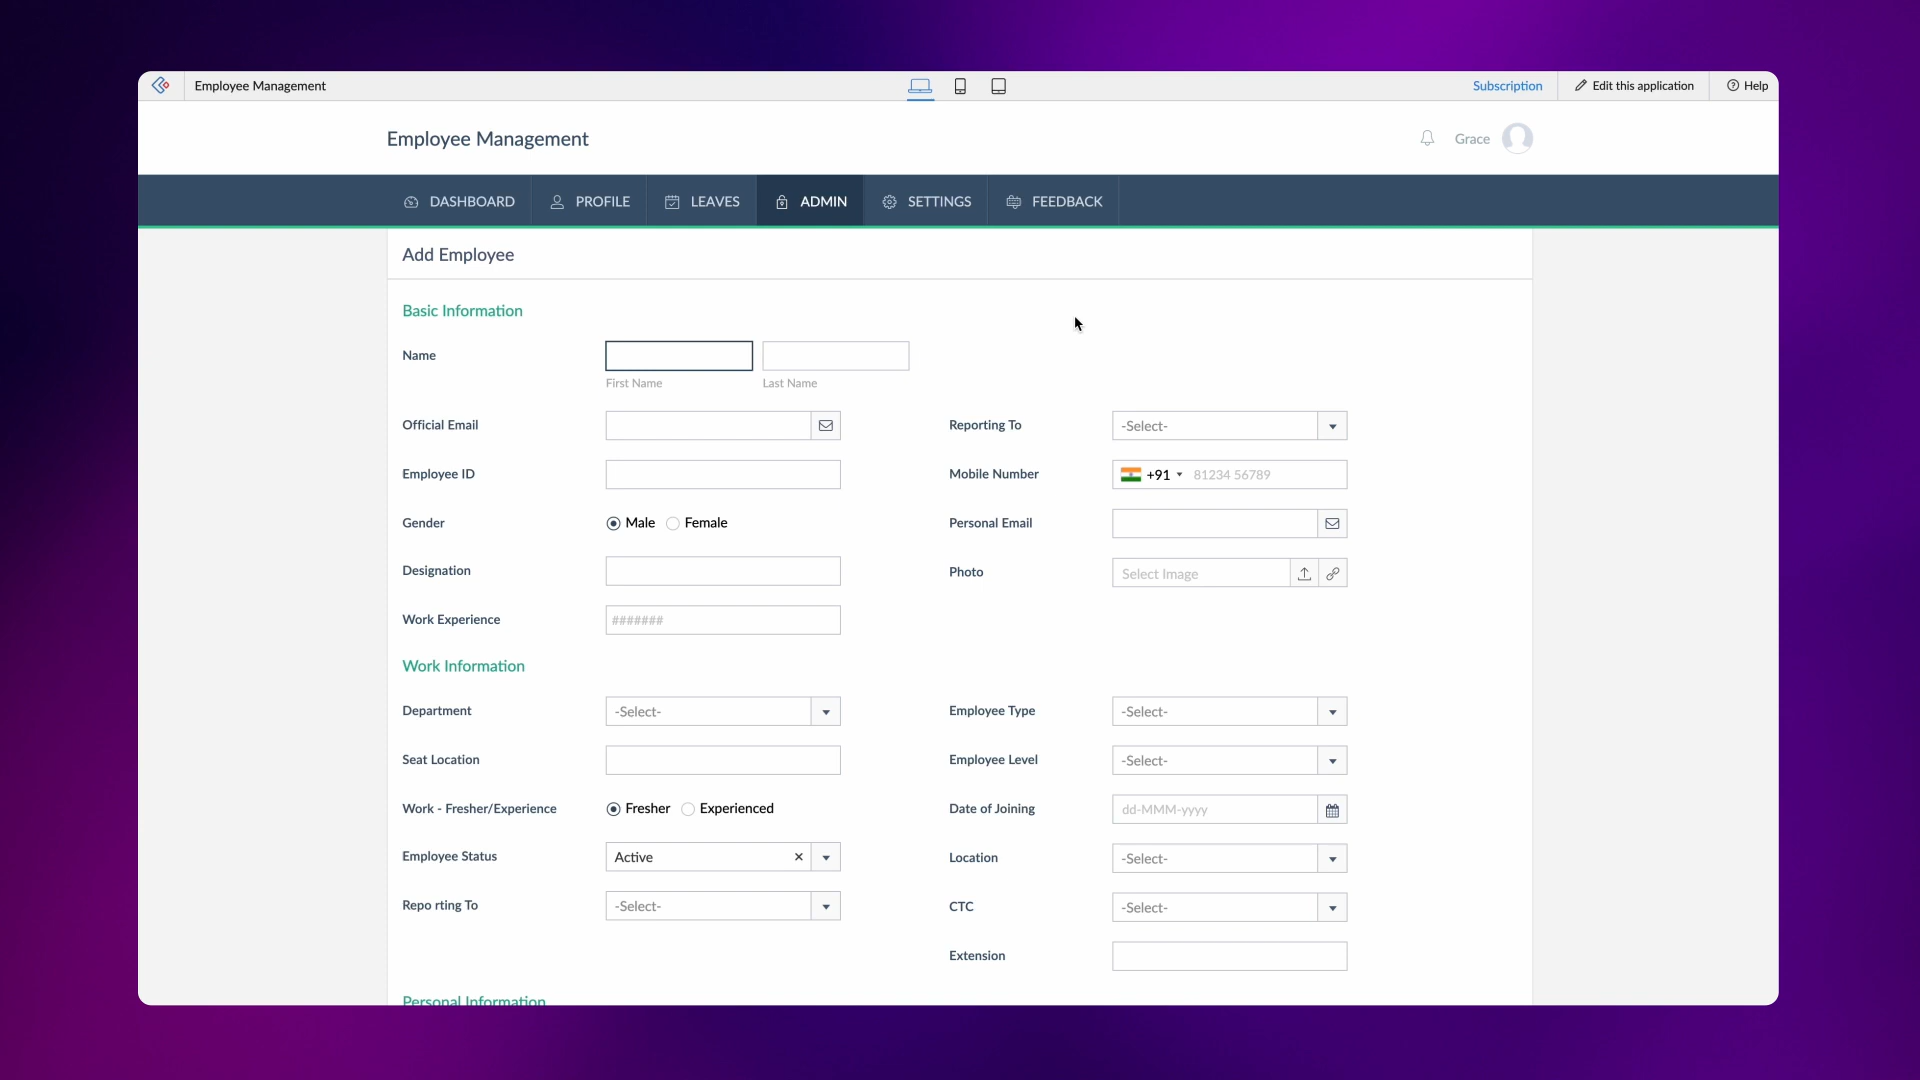 Employee Management
Subscription
Edit this application
Help
Employee Management
Grace
DASHBOARD PROFILE LEAVES ADMIN SETTINGS FEEDBACK
Add Employee
Basic Information
Name
First Name Last Name
Official Email Reporting To -Select-
Employee ID Mobile Number +91 81234 56789
Gender Male Female Personal Email
Designation Photo Select Image
Work Experience #######
Work Information
Department -Select- Employee Type -Select-
Seat Location Employee Level -Select-
Work - Fresher/Experience Fresher Experienced Date of Joining dd-MMM-yyyy
Employee Status Active Location -Select-
Repo rting To -Select- CTC -Select-
Extension
Personal Information